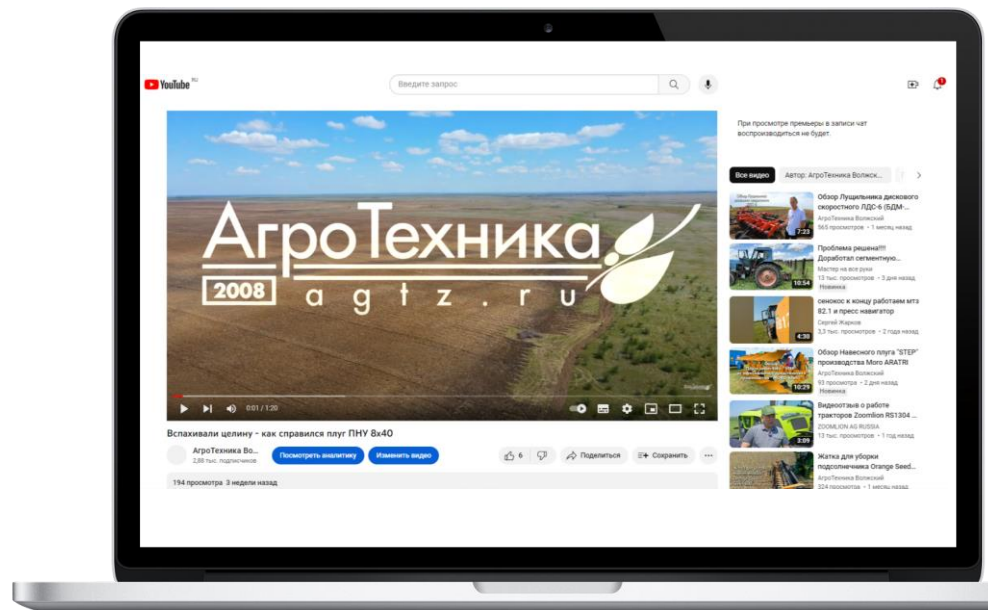 YouTube RU
Введите запрос
1
АгроТехника
2008
agtz.ru
0:01 / 1:20
Вспахивали целину - как справился плуг ПНУ 8х40
АгроТехника Во...
2,88 тыс. подписчиков
Посмотреть аналитику
Изменить видео
6
Поделиться
Сохранить
194 просмотра 3 недели назад
При просмотре премьеры в записи чат
воспроизводиться не будет.
Все видео
Автор: АгроТехника Волжск...
7:23
Обзор Лущильника дискового
скоростного ЛДС-6 (БДМ-...
АгроТехника Волжский
565 просмотров • 1 месяц назад
10:54
Проблема решена!!!!
Доработал сегментную...
Мастер на все руки
13 тыс. просмотров • 3 дня назад
Новинка
4:30
сенокос к концу работаем мтз
82.1 и пресс навигатор
Сергей Жарков
3,3 тыс. просмотров • 2 года назад
10:29
Обзор Навесного плуга "STEP"
производства Moro ARATRI
АгроТехника Волжский
93 просмотра • 2 дня назад
Новинка
3:09
Видеоотзыв о работе
тракторов Zoomlion RS1304 ...
ZOOMLION AG RUSSIA
13 тыс. просмотров • 1 год назад
Жатка для уборки
подсолнечника Orange Seed...
АгроТехника Волжский
324 просмотра • 1 месяц назад